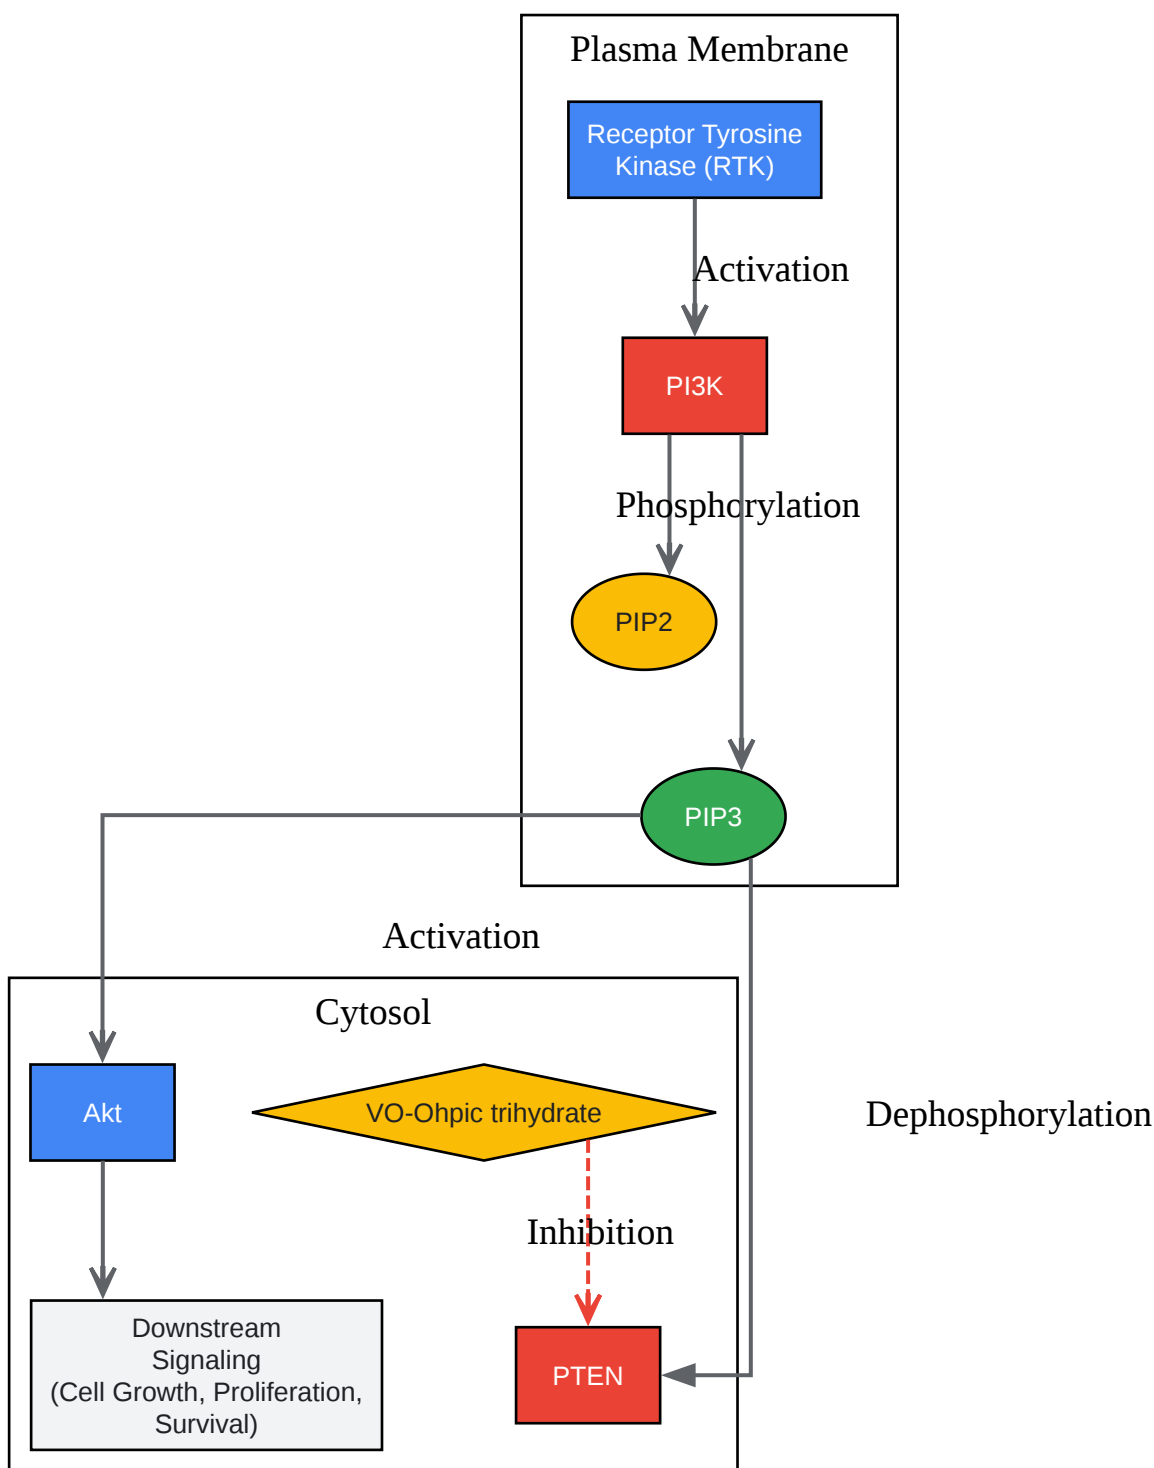 Plasma Membrane
Receptor Tyrosine
Kinase (RTK)
Activation
PI3K
Phosphorylation
PIP2
PIP3
Activation
Cytosol
Akt
VO-Ohpic trihydrate
Dephosphorylation
Inhibition
Downstream
Signaling
(Cell Growth, Proliferation,
Survival)
PTEN